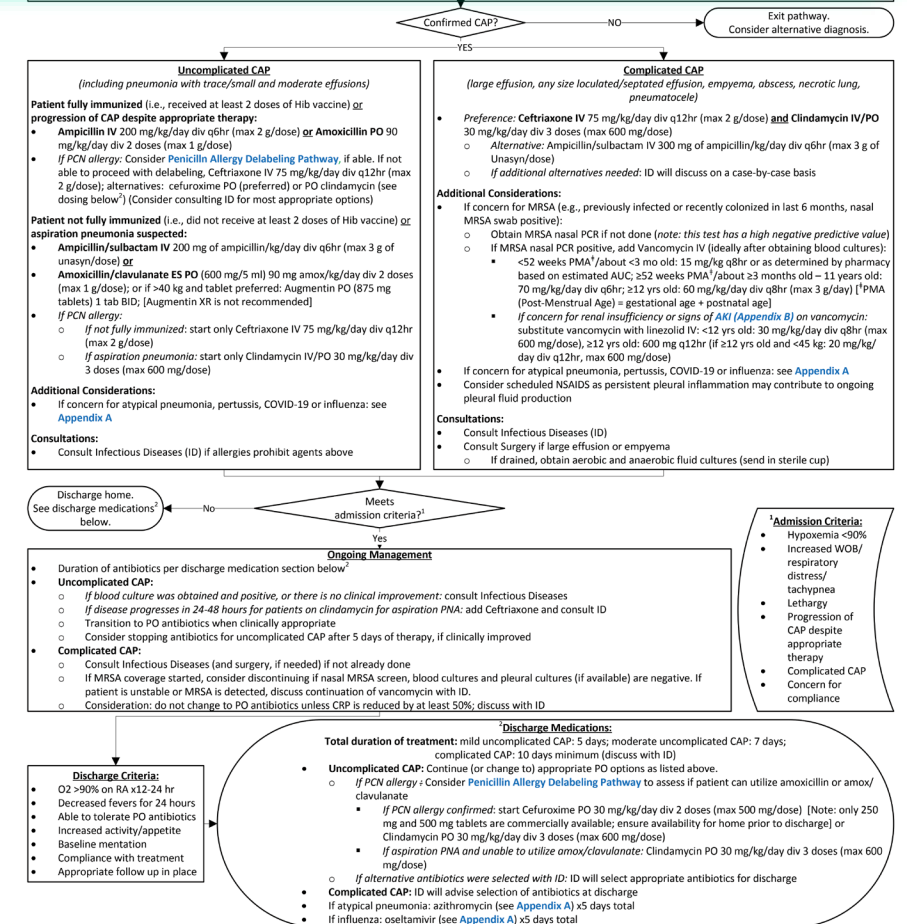 Confirmed CAP?
NO
Exit pathway.
Consider alternative diagnosis.
YES
Uncomplicated CAP
(including pneumonia with trace/small and moderate effusions)
Patient fully immunized (i.e., received at least 2 doses of Hib vaccine) or
progression of CAP despite appropriate therapy:
• Ampicillin IV 200 mg/kg/day div q6hr (max 2 g/dose) or Amoxicillin PO 90
mg/kg/day div 2 doses (max 1 g/dose)
• If PCN allergy: Consider Penicilln Allergy Delabeling Pathway, if able. If not
able to proceed with delabeling, Ceftriaxone IV 75 mg/kg/day div q12hr (max
2 g/dose); alternatives: cefuroxime PO (preferred) or PO clindamycin (see
dosing below²) (Consider consulting ID for most appropriate options)
Patient not fully immunized (i.e., did not receive at least 2 doses of Hib vaccine) or
aspiration pneumonia suspected:
• Ampicillin/sulbactam IV 200 mg of ampicillin/kg/day div q6hr (max 3 g of
unasyn/dose) or
• Amoxicillin/clavulanate ES PO (600 mg/5 ml) 90 mg amox/kg/day div 2 doses
(max 1 g/dose); or if >40 kg and tablet preferred: Augmentin PO (875 mg
tablets) 1 tab BID; [Augmentin XR is not recommended]
• If PCN allergy:
o If not fully immunized: start only Ceftriaxone IV 75 mg/kg/day div q12hr
(max 2 g/dose)
o If aspiration pneumonia: start only Clindamycin IV/PO 30 mg/kg/day div
3 doses (max 600 mg/dose)
Additional Considerations:
• If concern for atypical pneumonia, pertussis, COVID-19 or influenza: see
Appendix A
Consultations:
• Consult Infectious Diseases (ID) if allergies prohibit agents above
Complicated CAP
(large effusion, any size loculated/septated effusion, empyema, abscess, necrotic lung,
pneumatocele)
• Preference: Ceftriaxone IV 75 mg/kg/day div q12hr (max 2 g/dose) and Clindamycin IV/PO
30 mg/kg/day div 3 doses (max 600 mg/dose)
o Alternative: Ampicillin/sulbactam IV 300 mg of ampicillin/kg/day div q6hr (max 3 g of
Unasyn/dose)
o If additional alternatives needed: ID will discuss on a case-by-case basis
Additional Considerations:
• If concern for MRSA (e.g., previously infected or recently colonized in last 6 months, nasal
MRSA swab positive):
o Obtain MRSA nasal PCR if not done (note: this test has a high negative predictive value)
o If MRSA nasal PCR positive, add Vancomycin IV (ideally after obtaining blood cultures):
▪ <52 weeks PMA‡/about <3 mo old: 15 mg/kg q8hr or as determined by pharmacy
based on estimated AUC; ≥52 weeks PMA‡/about ≥3 months old – 11 years old:
70 mg/kg/day div q6hr; ≥12 yrs old: 60 mg/kg/day div q8hr (max 3 g/day) [‡PMA
(Post-Menstrual Age) = gestational age + postnatal age]
▪ If concern for renal insufficiency or signs of AKI (Appendix B) on vancomycin:
substitute vancomycin with linezolid IV: <12 yrs old: 30 mg/kg/day div q8hr (max
600 mg/dose), ≥12 yrs old: 600 mg q12hr (if ≥12 yrs old and <45 kg: 20 mg/kg/
day div q12hr, max 600 mg/dose)
• If concern for atypical pneumonia, pertussis, COVID-19 or influenza: see Appendix A
• Consider scheduled NSAIDS as persistent pleural inflammation may contribute to ongoing
pleural fluid production
Consultations:
• Consult Infectious Diseases (ID)
• Consult Surgery if large effusion or empyema
o If drained, obtain aerobic and anaerobic fluid cultures (send in sterile cup)
Discharge home.
See discharge medications²
below.
No
Meets
admission criteria?¹
Yes
Ongoing Management
• Duration of antibiotics per discharge medication section below²
• Uncomplicated CAP:
o If blood culture was obtained and positive, or there is no clinical improvement: consult Infectious Diseases
o If disease progresses in 24-48 hours for patients on clindamycin for aspiration PNA: add Ceftriaxone and consult ID
o Transition to PO antibiotics when clinically appropriate
o Consider stopping antibiotics for uncomplicated CAP after 5 days of therapy, if clinically improved
• Complicated CAP:
o Consult Infectious Diseases (and surgery, if needed) if not already done
o If MRSA coverage started, consider discontinuing if nasal MRSA screen, blood cultures and pleural cultures (if available) are negative. If
patient is unstable or MRSA is detected, discuss continuation of vancomycin with ID.
o Consideration: do not change to PO antibiotics unless CRP is reduced by at least 50%; discuss with ID
¹Admission Criteria:
• Hypoxemia <90%
• Increased WOB/
respiratory
distress/
tachypnea
• Lethargy
• Progression of
CAP despite
appropriate
therapy
• Complicated CAP
• Concern for
compliance
Discharge Criteria:
• O2 >90% on RA x12-24 hr
• Decreased fevers for 24 hours
• Able to tolerate PO antibiotics
• Increased activity/appetite
• Baseline mentation
• Compliance with treatment
• Appropriate follow up in place
²Discharge Medications:
Total duration of treatment: mild uncomplicated CAP: 5 days; moderate uncomplicated CAP: 7 days;
complicated CAP: 10 days minimum (discuss with ID)
• Uncomplicated CAP: Continue (or change to) appropriate PO options as listed above.
o If PCN allergy : Consider Penicillin Allergy Delabeling Pathway to assess if patient can utilize amoxicillin or amox/
clavulanate
▪ If PCN allergy confirmed: start Cefuroxime PO 30 mg/kg/day div 2 doses (max 500 mg/dose) [Note: only 250
mg and 500 mg tablets are commercially available; ensure availability for home prior to discharge] or
Clindamycin PO 30 mg/kg/day div 3 doses (max 600 mg/dose)
▪ If aspiration PNA and unable to utilize amox/clavulanate: Clindamycin PO 30 mg/kg/day div 3 doses (max 600
mg/dose)
o If alternative antibiotics were selected with ID: ID will select appropriate antibiotics for discharge
• Complicated CAP: ID will advise selection of antibiotics at discharge
• If atypical pneumonia: azithromycin (see Appendix A) x5 days total
• If influenza: oseltamivir (see Appendix A) x5 days total